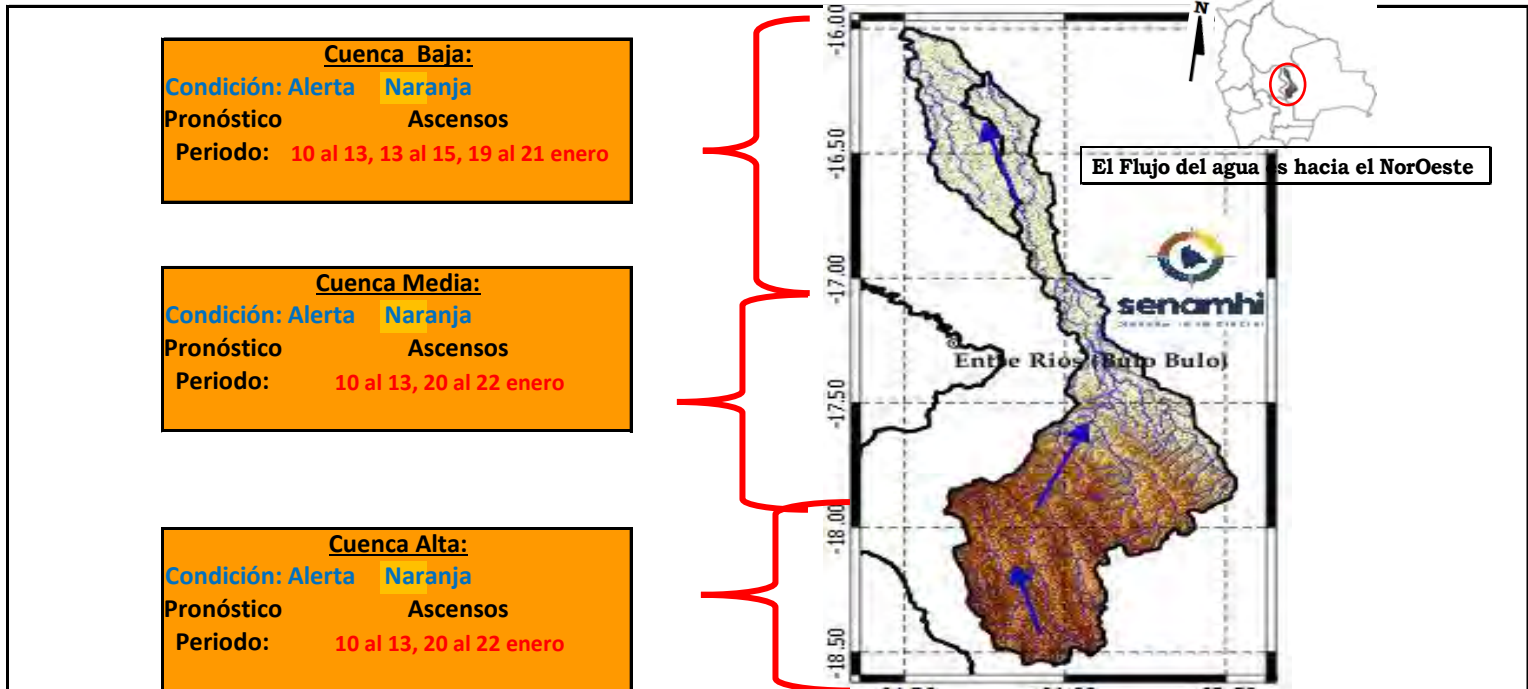 Cuenca Baja:
Condición: Alerta Naranja
Pronóstico Ascensos
Periodo: 10 al 13, 13 al 15, 19 al 21 enero
Cuenca Media:
Condición: Alerta Naranja
Pronóstico Ascensos
Periodo: 10 al 13, 20 al 22 enero
Cuenca Alta:
Condición: Alerta Naranja
Pronóstico Ascensos
Periodo: 10 al 13, 20 al 22 enero
N
El Flujo del agua es hacia el NorOeste
senamhi
Entre Rios (Bulo Bulo)
-16.00
-16.50
-17.00
-17.50
-18.00
-18.50